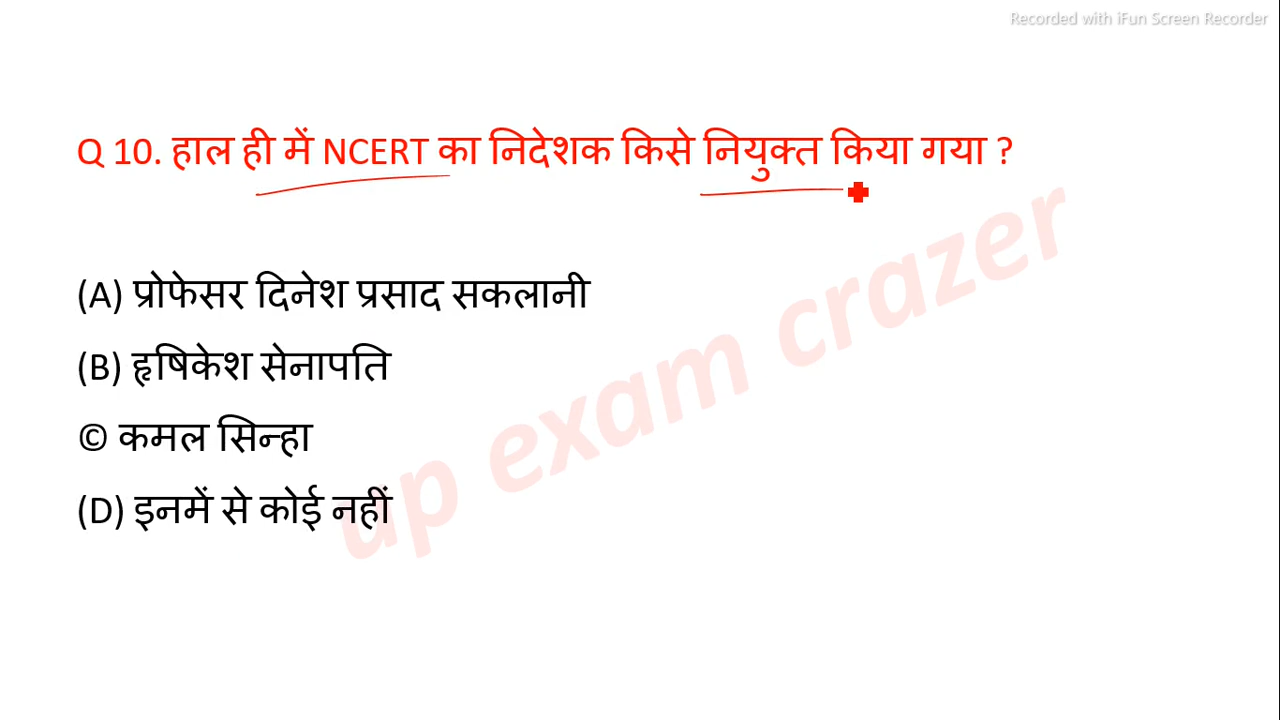 Recorded with iFun Screen Recorder
Q 10. हाल ही में NCERT का निदेशक किसे नियुक्त किया गया ?
(A) प्रोफेसर दिनेश प्रसाद सकलानी
(B) हृषिकेश सेनापति
© कमल सिन्हा
(D) इनमें से कोई नहीं
up exam crazer